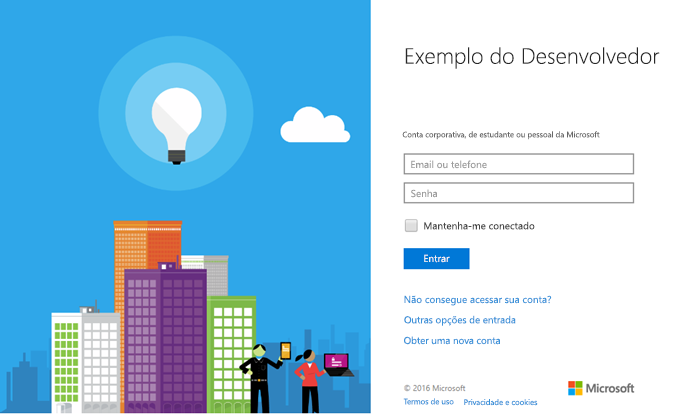 Exemplo do Desenvolvedor
Conta corporativa, de estudante ou pessoal da Microsoft
Email ou telefone
Senha
Mantenha-me conectado
Entrar
Não consegue acessar sua conta?
Outras opções de entrada
Obter uma nova conta
© 2016 Microsoft
Microsoft
Termos de uso Privacidade e cookies